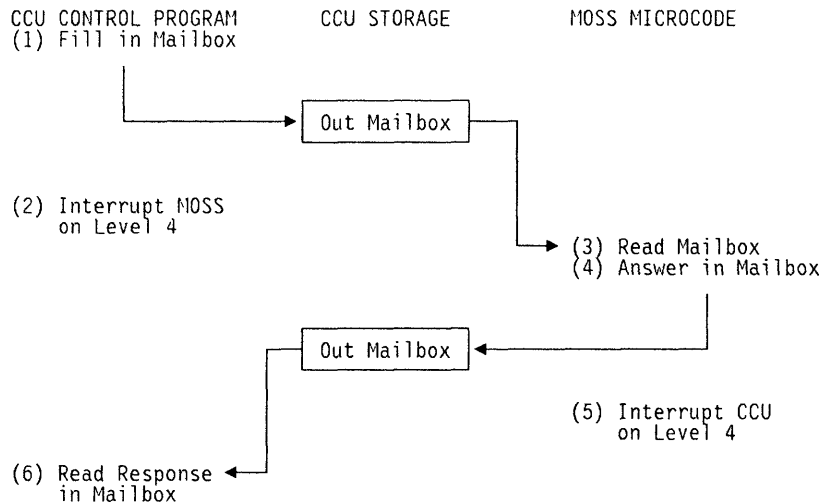 CCU CONTROL PROGRAM CCU STORAGE MOSS MICROCODE
(1) Fill in Mailbox
Out Mailbox
(2) Interrupt MOSS
on Level 4
(3) Read Mailbox
(4) Answer in Mailbox
Out Mailbox
(5) Interrupt CCU
on Level 4
(6) Read Response
in Mailbox